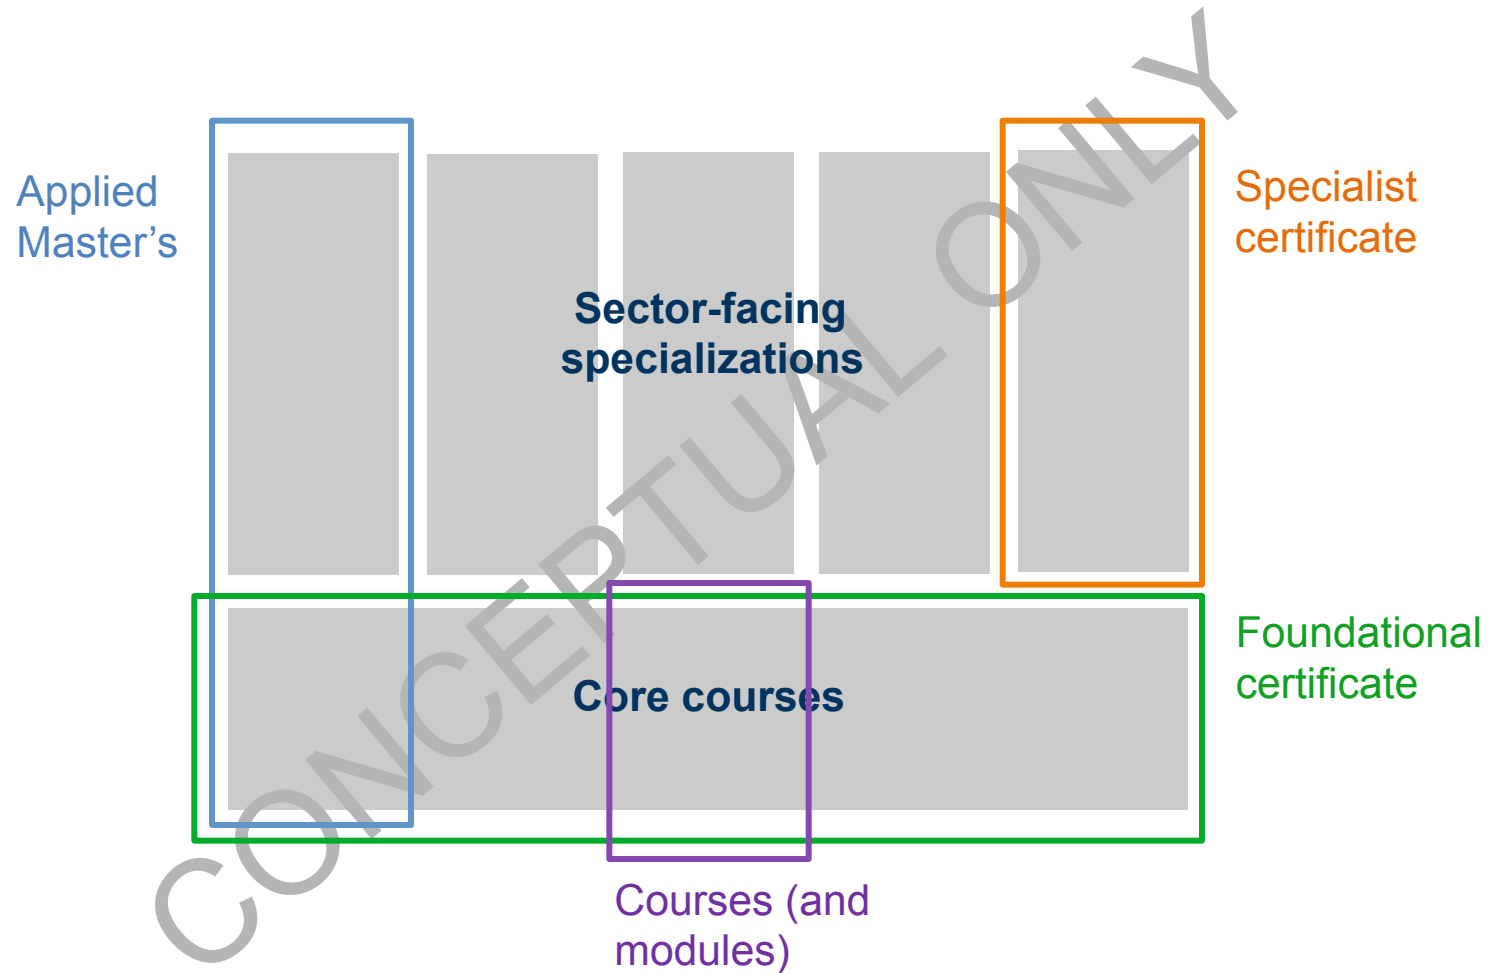 Applied
Master’s
Specialist
certificate
Sector-facing
specializations
Foundational
certificate
Core courses
Courses (and
modules)
CONCEPTUAL ONLY